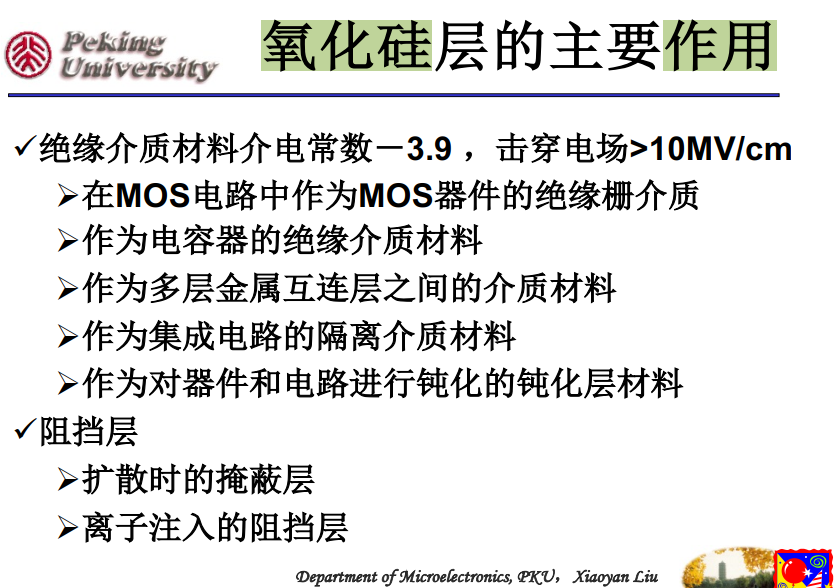 Peking
University
氧化硅层的主要作用
✓绝缘介质材料介电常数－3.9 ，击穿电场>10MV/cm
➢在MOS电路中作为MOS器件的绝缘栅介质
➢作为电容器的绝缘介质材料
➢作为多层金属互连层之间的介质材料
➢作为集成电路的隔离介质材料
➢作为对器件和电路进行钝化的钝化层材料
✓阻挡层
➢扩散时的掩蔽层
➢离子注入的阻挡层
Department of Microelectronics, PKU， Xiaoyan Liu